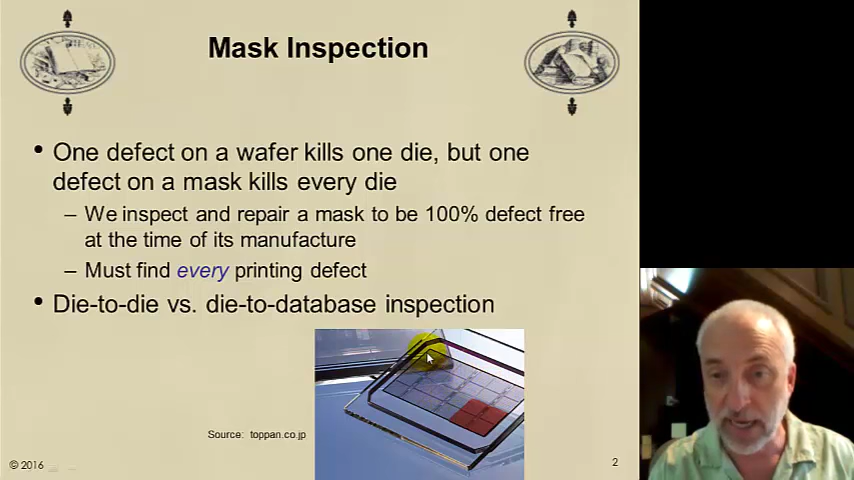 Mask Inspection
• One defect on a wafer kills one die, but one
defect on a mask kills every die
– We inspect and repair a mask to be 100% defect free
at the time of its manufacture
– Must find every printing defect
• Die-to-die vs. die-to-database inspection
Source: toppan.co.jp
© 2016
2